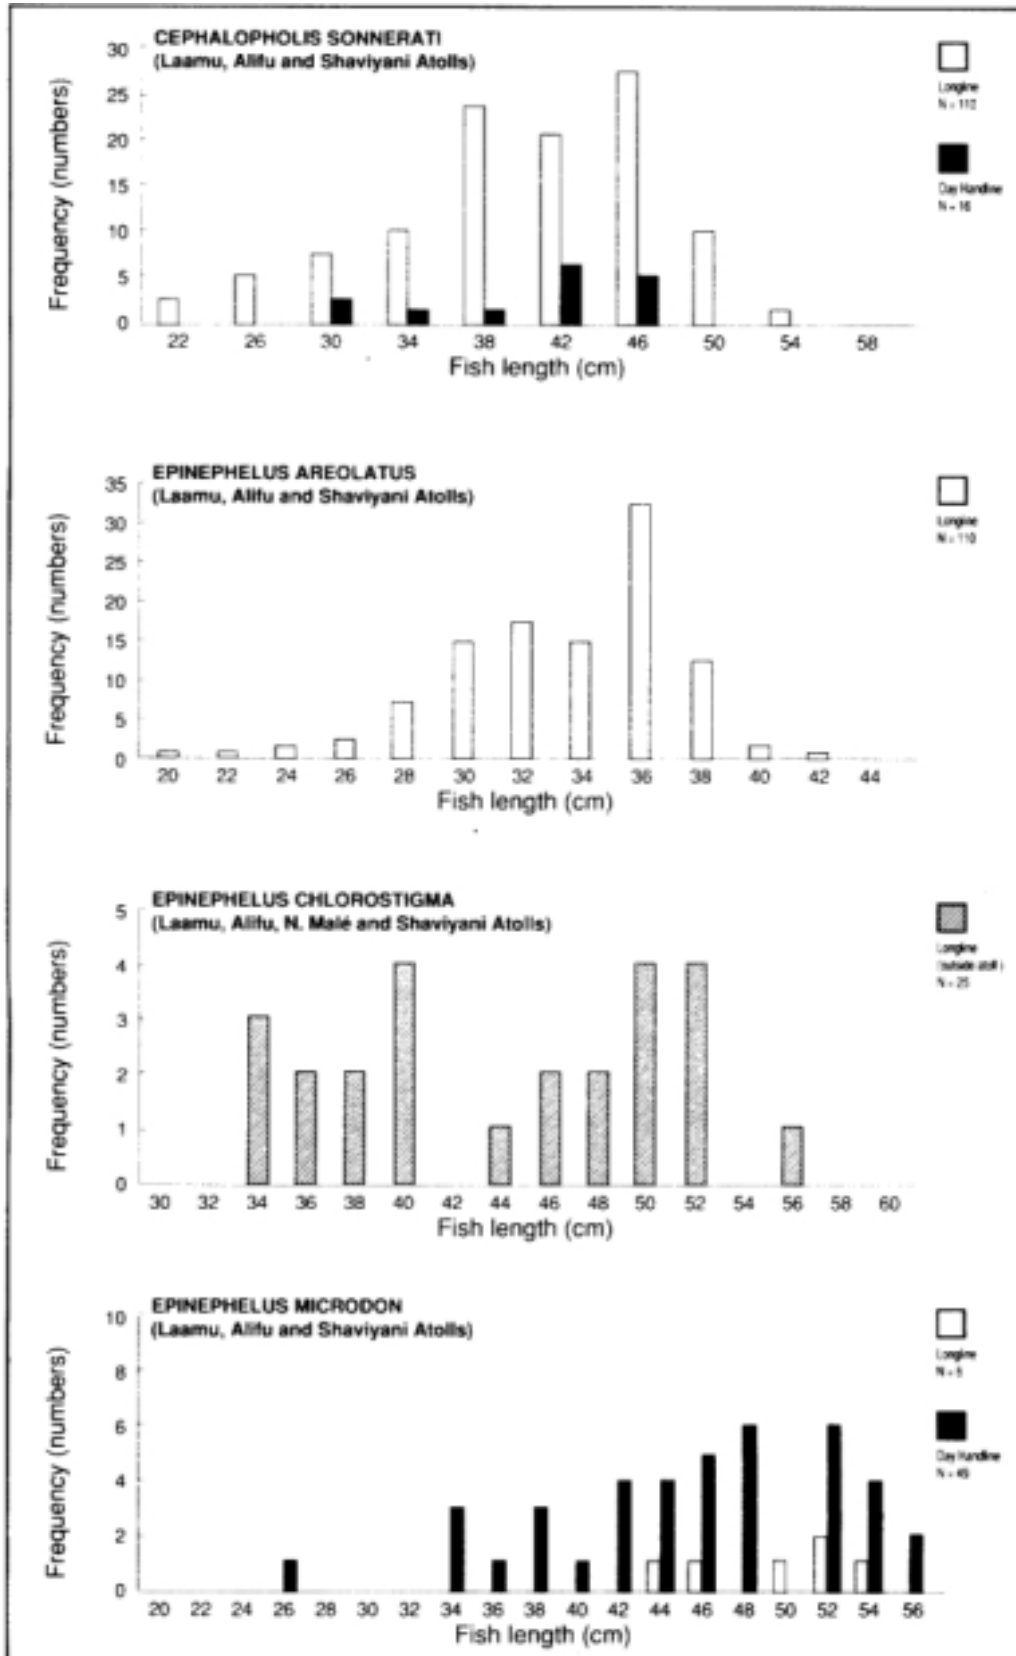 CEPHALOPHOLIS SONNERATI
(Laamu, Alifu and Shaviyani Atolls)
Frequency (numbers)
30
25
20
15
10
5
0
22 26 30 34 38 42 46 50 54 58
Fish length (cm)
Longline
Day Handline
N = 16
EPINEPHELUS AREOLATUS
(Laamu, Alifu and Shaviyani Atolls)
Frequency (numbers)
35
30
25
20
15
10
5
0
20 22 24 26 28 30 32 34 36 38 40 42 44
Fish length (cm)
Longline
N = 110
EPINEPHELUS CHLOROSTIGMA
(Laamu, Alifu, N. Malé and Shaviyani Atolls)
Frequency (numbers)
5
4
3
2
1
0
30 32 34 36 38 40 42 44 46 48 50 52 54 56 58 60
Fish length (cm)
Longline
(outside atoll)
N = 25
EPINEPHELUS MICRODON
(Laamu, Alifu and Shaviyani Atolls)
Frequency (numbers)
10
8
6
4
2
0
20 22 24 26 28 30 32 34 36 38 40 42 44 46 48 50 52 54 56
Fish length (cm)
Longline
Day Handline